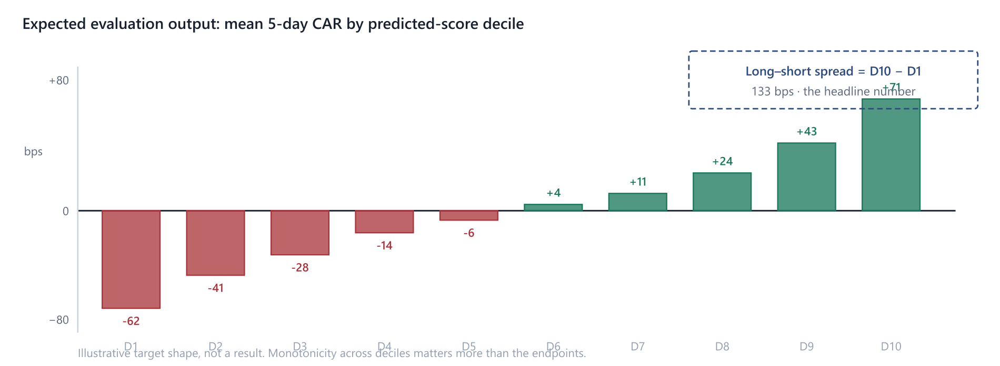 Expected evaluation output: mean 5-day CAR by predicted-score decile
Long–short spread = D10 − D1
133 bps · the headline number
+80
bps
0
−80
-62
-41
-28
-14
-6
+4
+11
+24
+43
+71
D1 D2 D3 D4 D5 D6 D7 D8 D9 D10
Illustrative target shape, not a result. Monotonicity across deciles matters more than the endpoints.